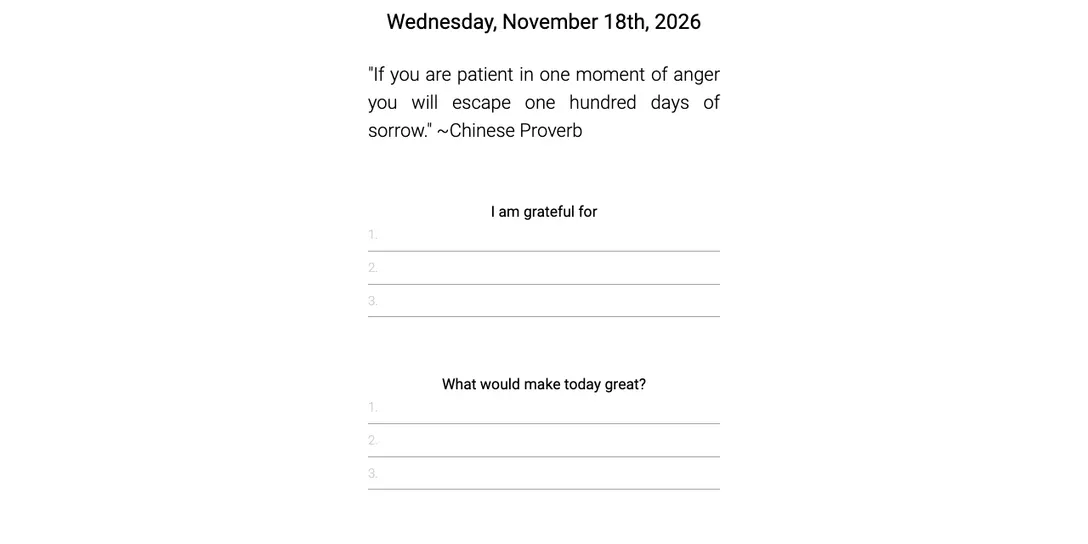 Wednesday, November 18th, 2026
"If you are patient in one moment of anger
you will escape one hundred days of
sorrow." ~Chinese Proverb
I am grateful for
1.
2.
3.
What would make today great?
1.
2.
3.